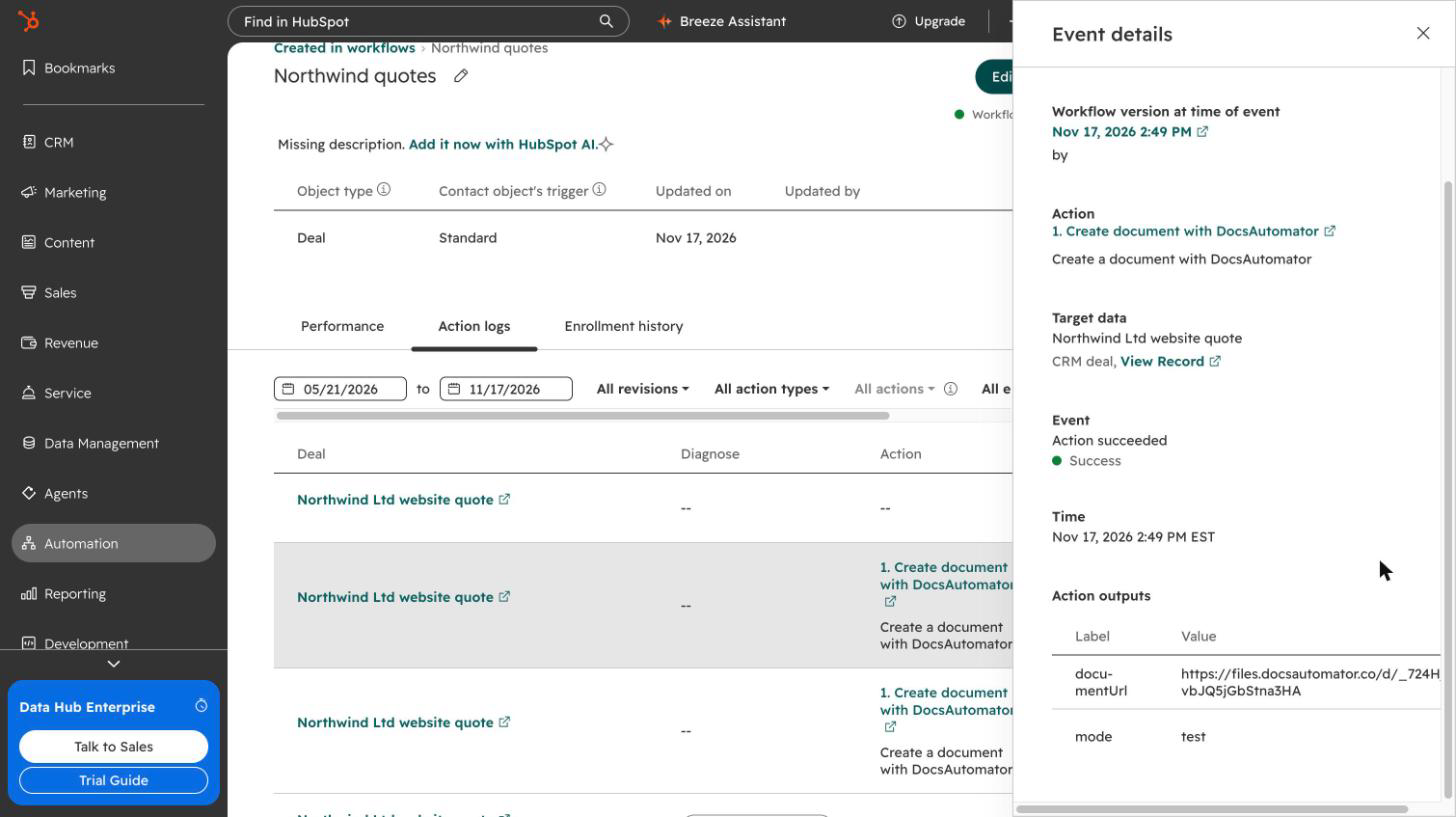 Find in HubSpot
Breeze Assistant
Upgrade
Bookmarks
CRM
Marketing
Content
Sales
Revenue
Service
Data Management
Agents
Automation
Reporting
Development
Data Hub Enterprise
Talk to Sales
Trial Guide
Created in workflows › Northwind quotes
Northwind quotes
Edi
Workflo
Missing description. Add it now with HubSpot AI.
Object type Contact object's trigger Updated on Updated by
Deal Standard Nov 17, 2026
Performance Action logs Enrollment history
05/21/2026 to 11/17/2026 All revisions All action types All actions All e
Deal Diagnose Action
Northwind Ltd website quote -- --
1. Create document
with DocsAutomator
Northwind Ltd website quote --
Create a document
with DocsAutomator
1. Create document
with DocsAutomator
Northwind Ltd website quote --
Create a document
with DocsAutomator
Event details
Workflow version at time of event
Nov 17, 2026 2:49 PM
by
Action
1. Create document with DocsAutomator
Create a document with DocsAutomator
Target data
Northwind Ltd website quote
CRM deal, View Record
Event
Action succeeded
Success
Time
Nov 17, 2026 2:49 PM EST
Action outputs
Label Value
docu-
mentUrl
https://files.docsautomator.co/d/_724H
vbJQ5jGbStna3HA
mode test